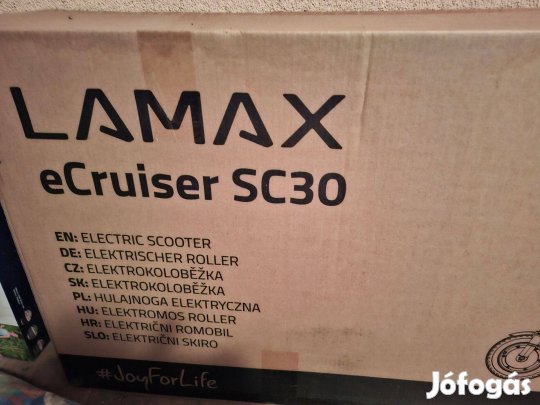 LAMAX
eCruiser SC30
EN: ELECTRIC SCOOTER
DE: ELEKTRISCHER ROLLER
CZ: ELEKTROKOLOBĚŽKA
SK: ELEKTROKOLOBEŽKA
PL: HULAJNOGA ELEKTRYCZNA
HU: ELEKTROMOS ROLLER
HR: ELEKTRIČNI ROMOBIL
SLO: ELEKTRIČNI SKIRO
#JoyForLife
Jófogás